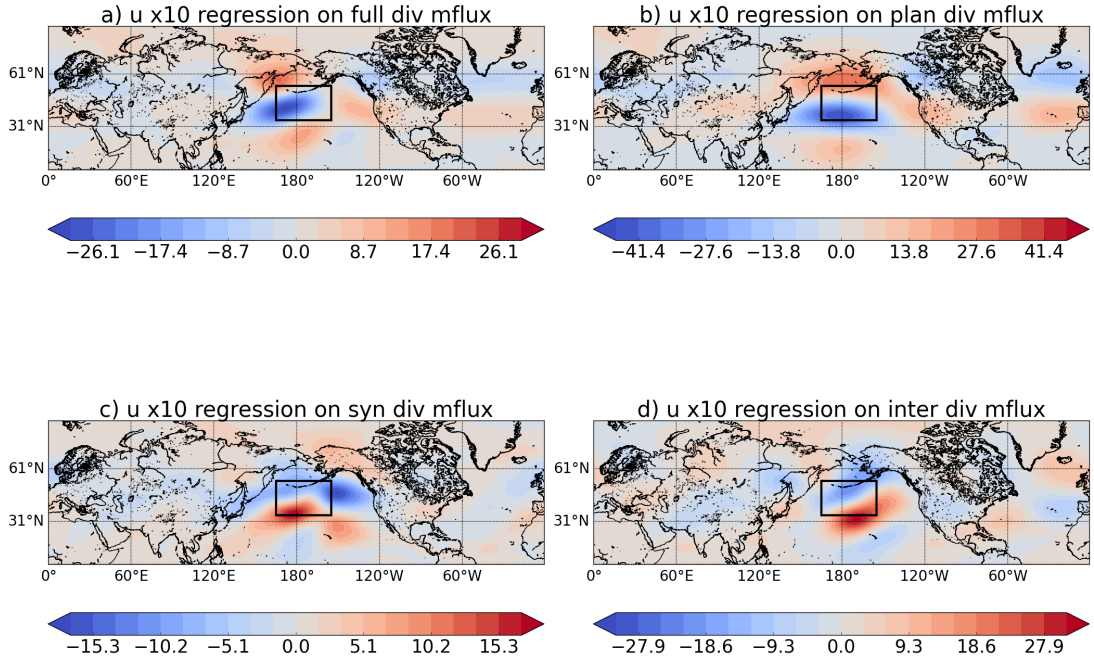 a) u x10 regression on full div mflux
61°N
31°N
0° 60°E 120°E 180° 120°W 60°W
−26.1 −17.4 −8.7 0.0 8.7 17.4 26.1
b) u x10 regression on plan div mflux
61°N
31°N
0° 60°E 120°E 180° 120°W 60°W
−41.4 −27.6 −13.8 0.0 13.8 27.6 41.4
c) u x10 regression on syn div mflux
61°N
31°N
0° 60°E 120°E 180° 120°W 60°W
−15.3 −10.2 −5.1 0.0 5.1 10.2 15.3
d) u x10 regression on inter div mflux
61°N
31°N
0° 60°E 120°E 180° 120°W 60°W
−27.9 −18.6 −9.3 0.0 9.3 18.6 27.9